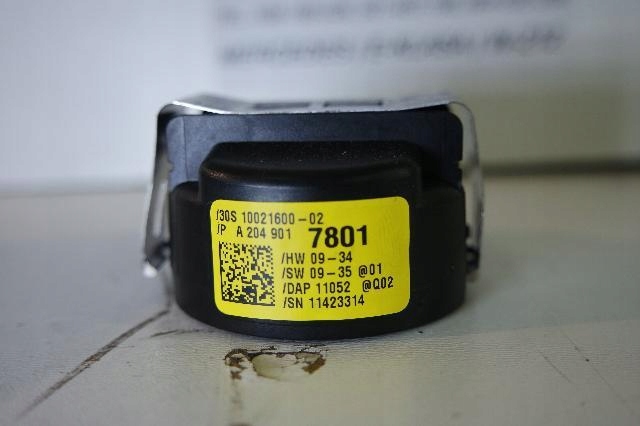 /30S 10021600-02
/P A 204 901 7801
/HW 09-34
/SW 09-35 @01
/DAP 11052 @Q02
/SN 11423314